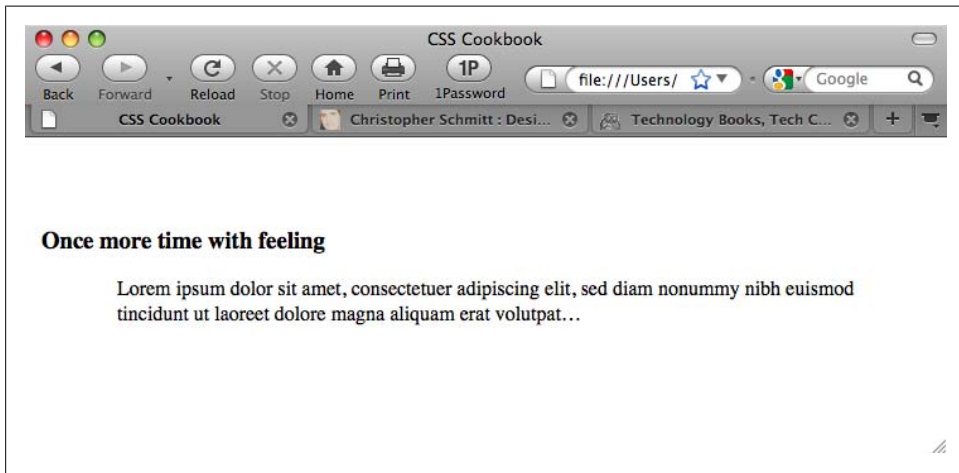 CSS Cookbook
1P
file:///Users/
Google
Back Forward Reload Stop Home Print 1Password
CSS Cookbook Christopher Schmitt : Desi... Technology Books, Tech C...
Once more time with feeling
Lorem ipsum dolor sit amet, consectetuer adipiscing elit, sed diam nonummy nibh euismod
tincidunt ut laoreet dolore magna aliquam erat volutpat…